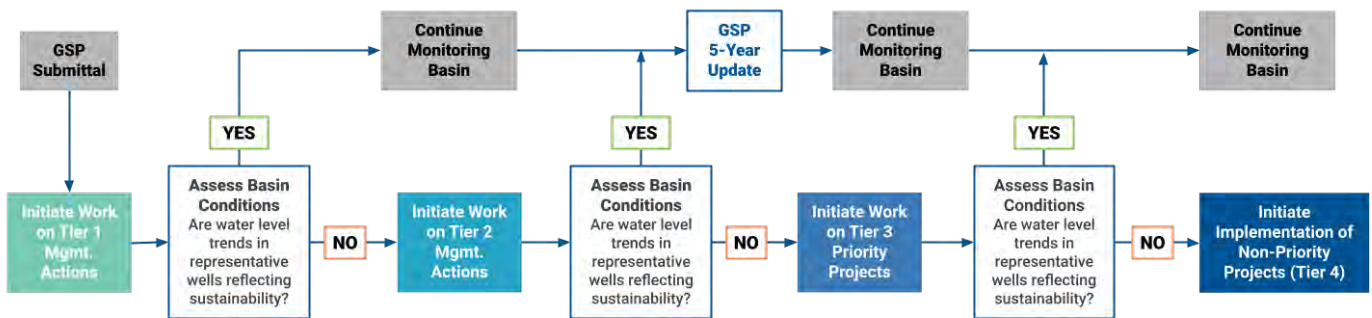 GSP
Submittal
Continue
Monitoring
Basin
GSP
5-Year
Update
Continue
Monitoring
Basin
Continue
Monitoring
Basin
YES
YES
YES
Initiate Work
on Tier 1
Mgmt.
Actions
Assess Basin
Conditions
Are water level
trends in
representative
wells reflecting
sustainability?
NO
Initiate Work
on Tier 2
Mgmt.
Actions
Assess Basin
Conditions
Are water level
trends in
representative
wells reflecting
sustainability?
NO
Initiate Work
on Tier 3
Priority
Projects
Assess Basin
Conditions
Are water level
trends in
representative
wells reflecting
sustainability?
NO
Initiate
Implementation of
Non-Priority
Projects (Tier 4)